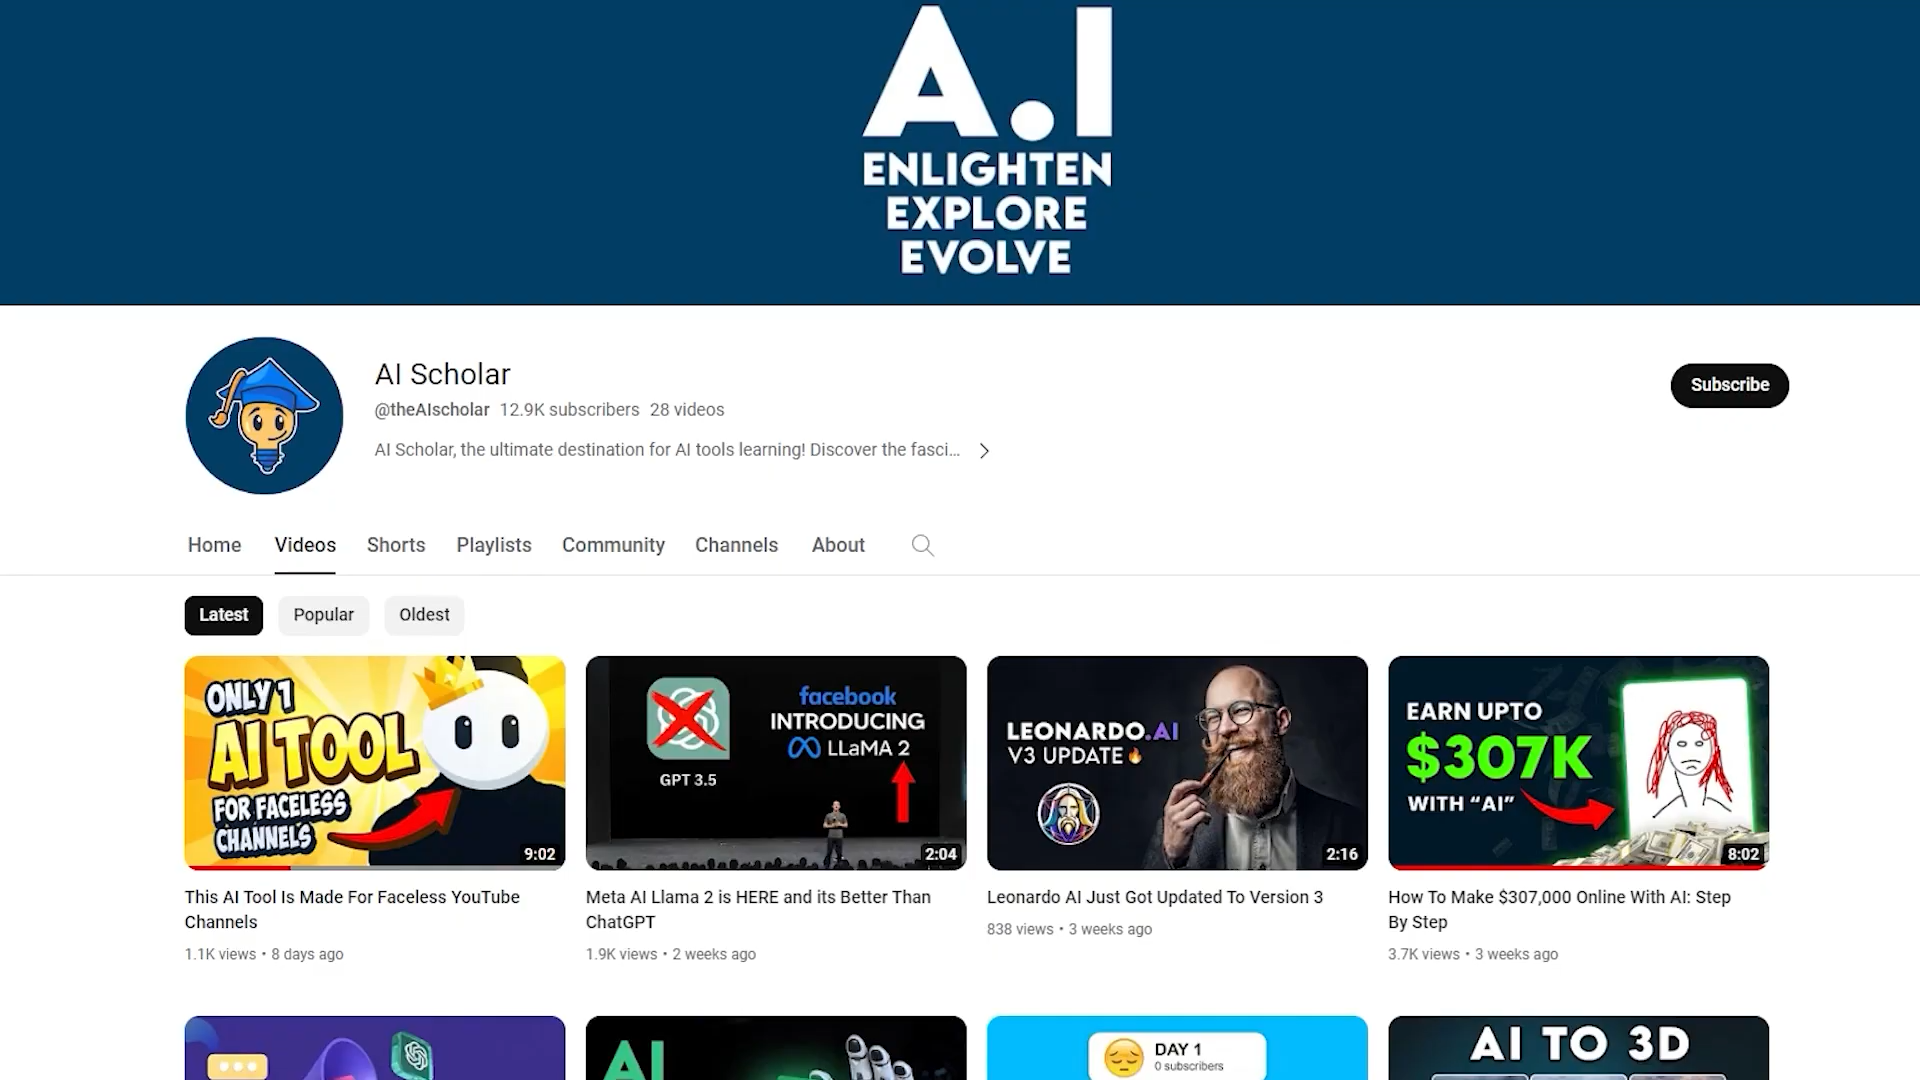 A.I
ENLIGHTEN
EXPLORE
EVOLVE
AI Scholar
@theAIscholar 12.9K subscribers 28 videos
AI Scholar, the ultimate destination for AI tools learning! Discover the fasci...
Subscribe
Home Videos Shorts Playlists Community Channels About
Latest Popular Oldest
ONLY 1
AI TOOL
FOR FACELESS
CHANNELS
9:02
GPT 3.5
facebook
INTRODUCING
LLaMA 2
2:04
LEONARDO.AI
V3 UPDATE🔥
2:16
EARN UPTO
$307K
WITH “AI”
8:02
This AI Tool Is Made For Faceless YouTube
Channels
1.1K views • 8 days ago
Meta AI Llama 2 is HERE and its Better Than
ChatGPT
1.9K views • 2 weeks ago
Leonardo AI Just Got Updated To Version 3
838 views • 3 weeks ago
How To Make $307,000 Online With AI: Step
By Step
3.7K views • 3 weeks ago
AI
DAY 1
0 subscribers
AI TO 3D